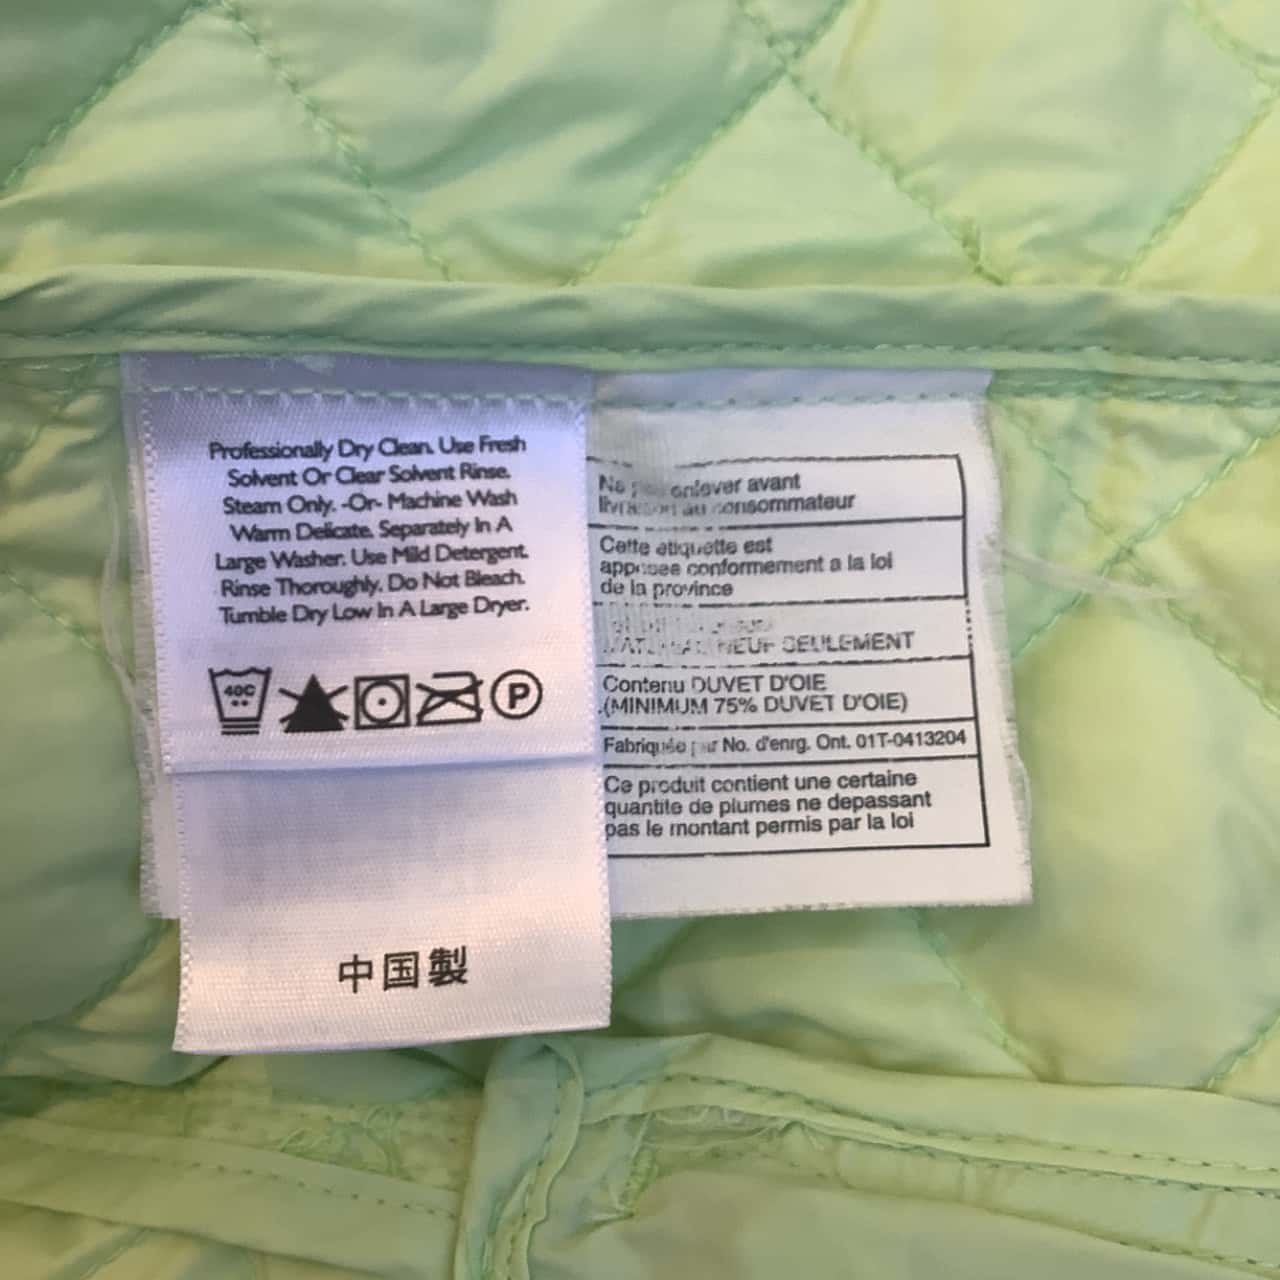 Professionally Dry Clean. Use Fresh
Solvent Or Clear Solvent Rinse.
Steam Only. -Or- Machine Wash
Warm Delicate. Separately In A
Large Washer. Use Mild Detergent.
Rinse Thoroughly. Do Not Bleach.
Tumble Dry Low In A Large Dryer.
40C
P
中国製
Ne pas enlever avant
livraison au consommateur
Cette etiquette est
apposee conformement a la loi
de la province
NEUF SEULEMENT
Contenu DUVET D'OIE
(MINIMUM 75% DUVET D'OIE)
Fabriquée par No. d'enrg. Ont. 01T-0413204
Ce produit contient une certaine
quantite de plumes ne depassant
pas le montant permis par la loi